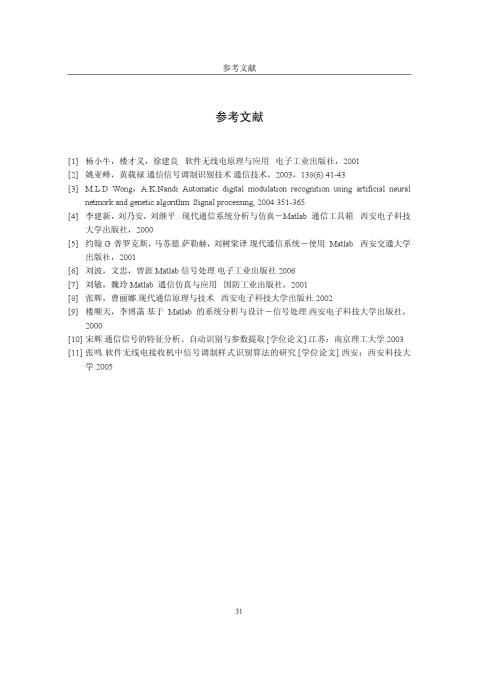 参考文献
参考文献
[1] 杨小牛，楼才义，徐建良. 软件无线电原理与应用. 电子工业出版社，2001
[2] 姚亚峰，黄载禄.通信信号调制识别技术.通信技术，2003，138(6):41-43
[3] M.L.D. Wong，A.K.Nandi. Automatic digital modulation recognition using artificial neural
network and genetic algorithm. Signal processing, 2004:351-365.
[4] 李建新，刘乃安，刘继平. 现代通信系统分析与仿真－Matlab 通信工具箱. 西安电子科技
大学出版社，2000
[5] 约翰.G.普罗克斯，马苏德.萨勒赫，刘树棠译.现代通信系统－使用 Matlab. 西安交通大学
出版社，2001
[6] 刘波，文忠，曾涯.Matlab 信号处理.电子工业出版社.2006
[7] 刘敏，魏玲.Matlab 通信仿真与应用. 国防工业出版社，2001
[8] 张辉，曹丽娜.现代通信原理与技术. 西安电子科技大学出版社.2002
[9] 楼顺天，李博菡.基于 Matlab 的系统分析与设计－信号处理.西安电子科技大学出版社，
2000
[10] 宋辉.通信信号的特征分析、自动识别与参数提取.[学位论文].江苏：南京理工大学.2003
[11] 张鸣.软件无线电接收机中信号调制样式识别算法的研究.[学位论文].西安：西安科技大
学.2005
31